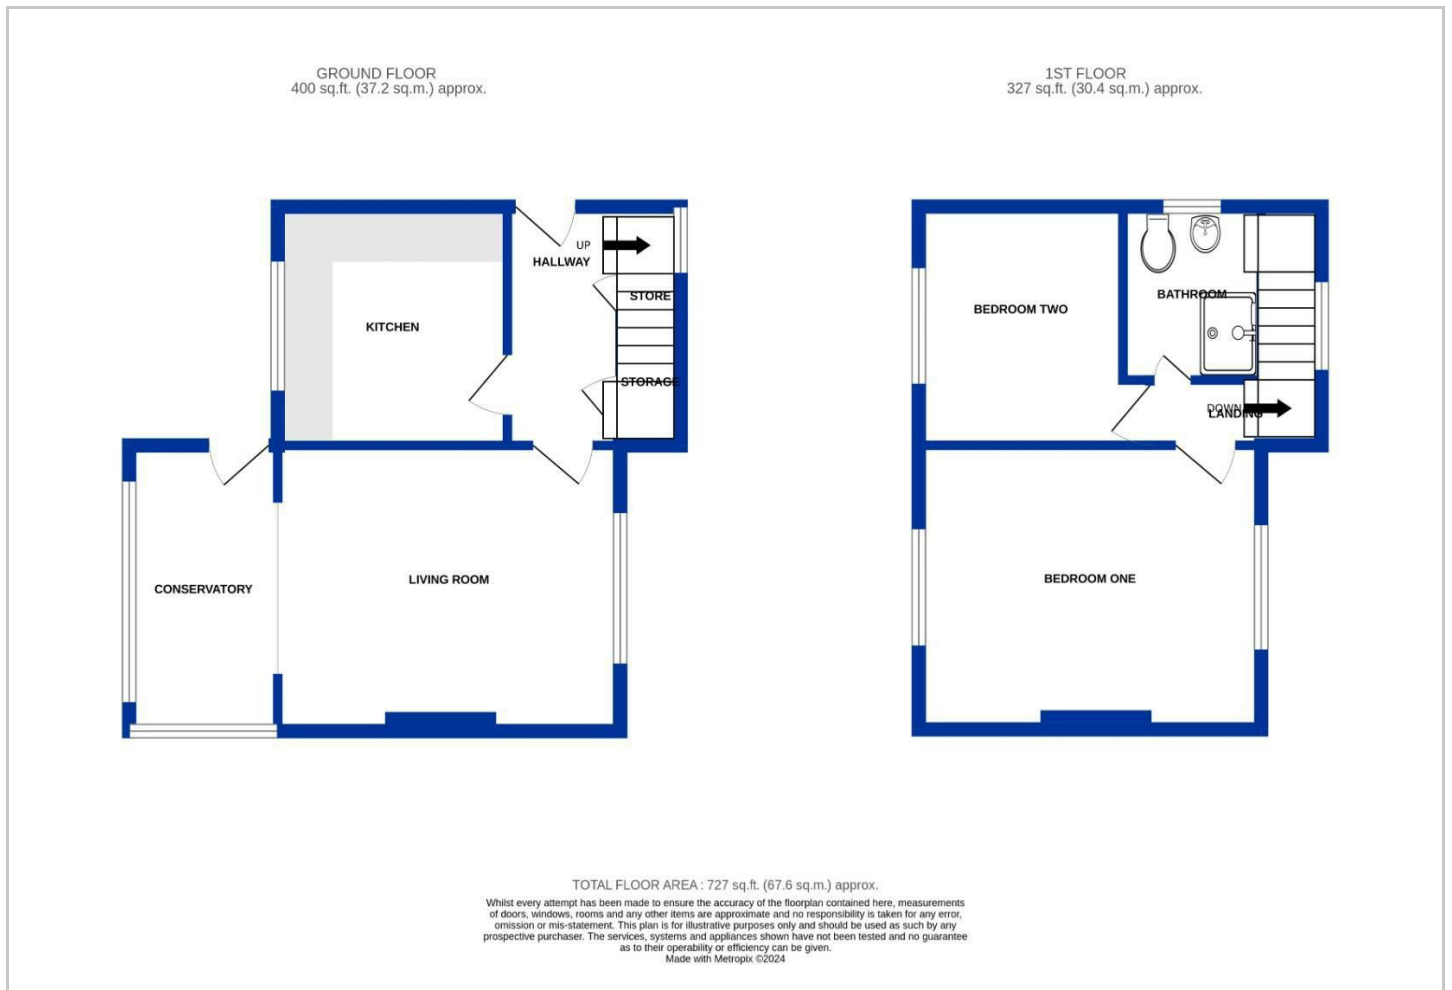 GROUND FLOOR
400 sq.ft. (37.2 sq.m.) approx.
1ST FLOOR
327 sq.ft. (30.4 sq.m.) approx.
UP
HALLWAY
STORE
KITCHEN
STORAGE
CONSERVATORY
LIVING ROOM
BEDROOM TWO
BATHROOM
DOWN
LANDING
BEDROOM ONE
TOTAL FLOOR AREA : 727 sq.ft. (67.6 sq.m.) approx.
Whilst every attempt has been made to ensure the accuracy of the floorplan contained here, measurements
of doors, windows, rooms and any other items are approximate and no responsibility is taken for any error,
omission or mis-statement. This plan is for illustrative purposes only and should be used as such by any
prospective purchaser. The services, systems and appliances shown have not been tested and no guarantee
as to their operability or efficiency can be given.
Made with Metropix ©2024